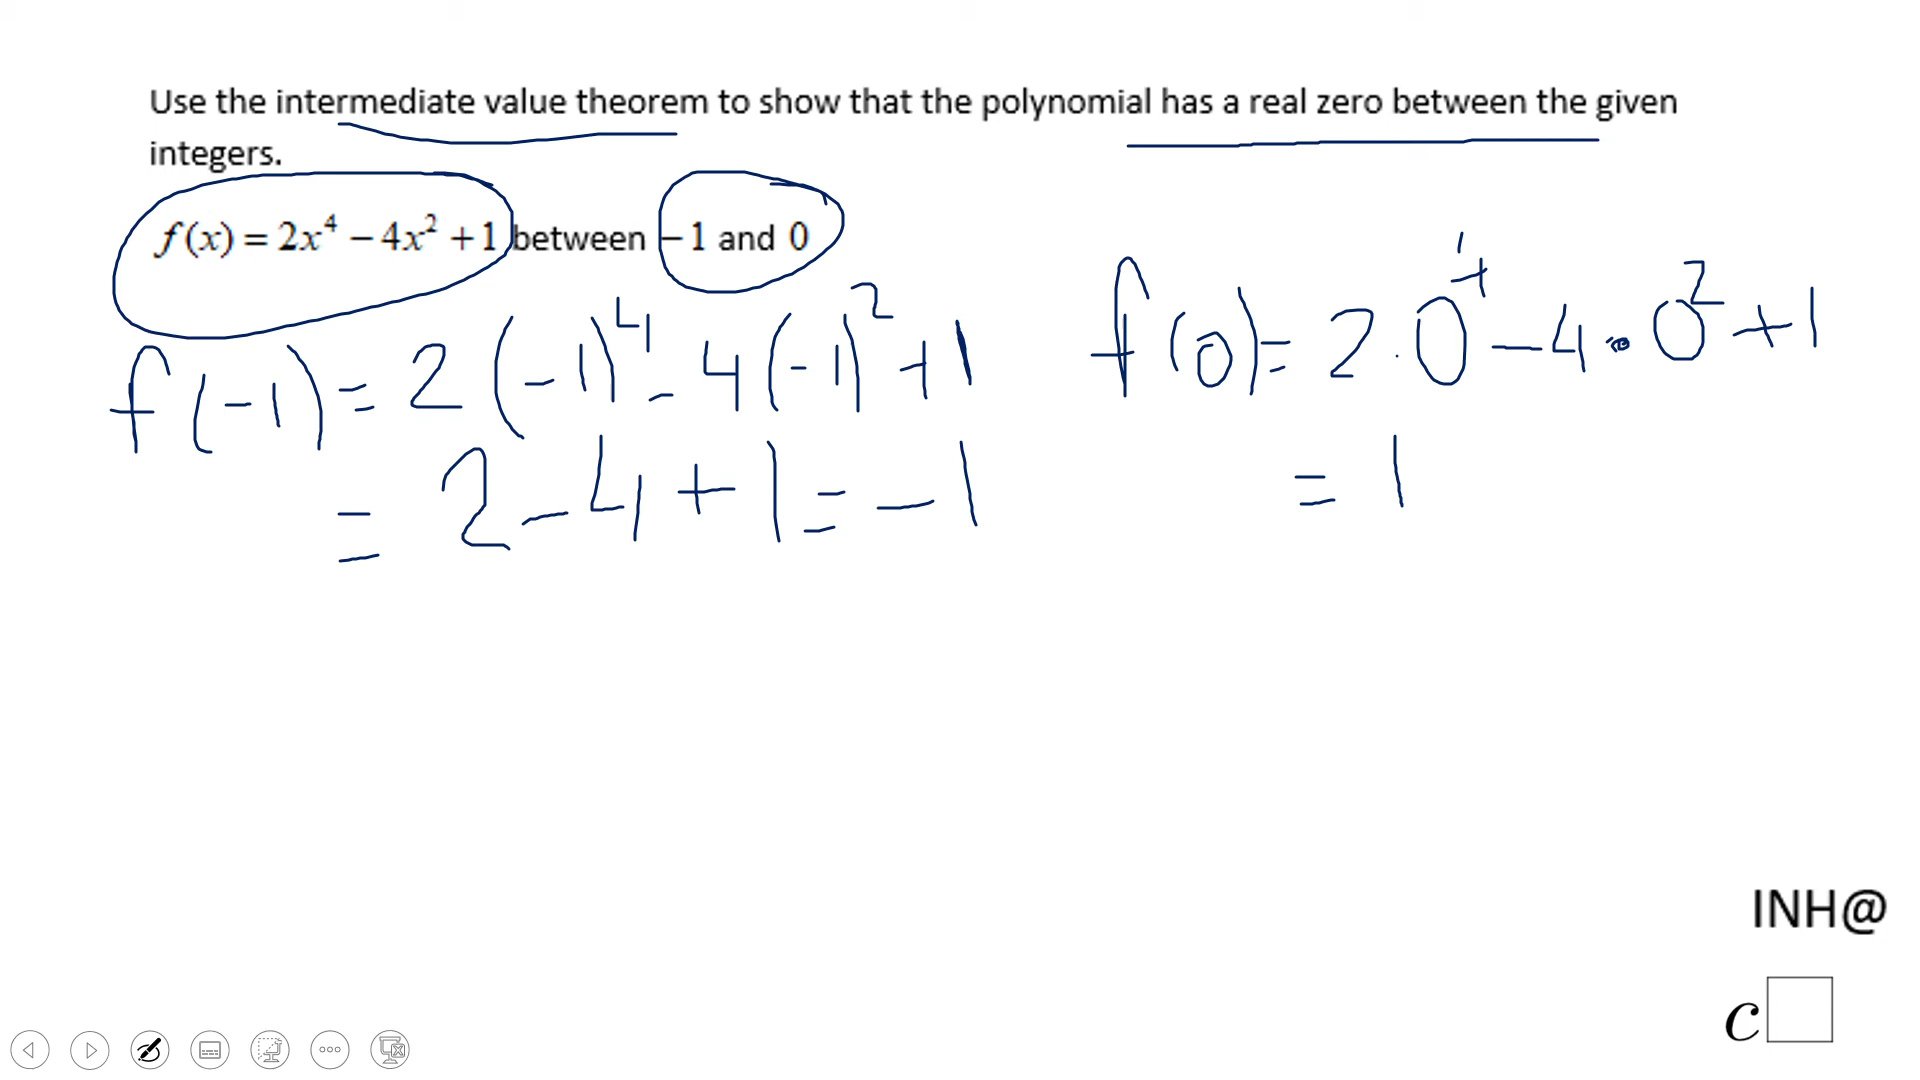 Use the intermediate value theorem to show that the polynomial has a real zero between the given
integers.
f(x) = 2x⁴ − 4x² + 1 between −1 and 0
f(-1) = 2(-1)⁴ - 4(-1)² + 1
= 2 - 4 + 1 = -1
f(0) = 2·0⁴ - 4·0² + 1
= 1
INH@
c